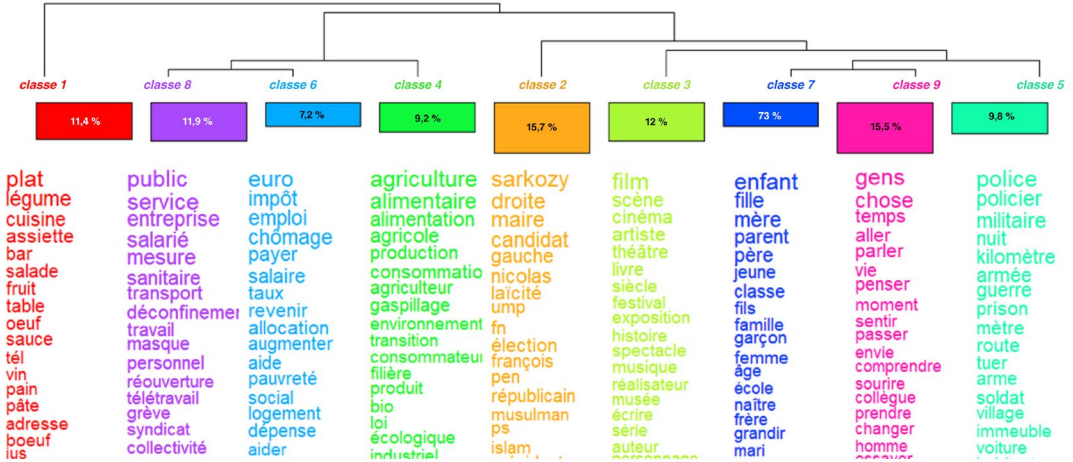 classe 1
classe 8
classe 6
classe 4
classe 2
classe 3
classe 7
classe 9
classe 5
11,4 %
11,9 %
7,2 %
9,2 %
15,7 %
12 %
73 %
15,5 %
9,8 %
plat
légume
cuisine
assiette
bar
salade
fruit
table
oeuf
sauce
tél
vin
pain
pâte
adresse
boeuf
jus
public
service
entreprise
salarié
mesure
sanitaire
transport
déconfinemer
travail
masque
personnel
réouverture
télétravail
grève
syndicat
collectivité
euro
impôt
emploi
chômage
payer
salaire
taux
revenir
allocation
augmenter
aide
pauvreté
social
logement
dépense
aider
agriculture
alimentaire
alimentation
agricole
production
consommatio
agriculteur
gaspillage
environnement
transition
consommateu
filière
produit
bio
loi
écologique
industriel
sarkozy
droite
maire
candidat
gauche
nicolas
laïcité
ump
fn
élection
françois
pen
républicain
musulman
ps
islam
film
scène
cinéma
artiste
théâtre
livre
siècle
festival
exposition
histoire
spectacle
musique
réalisateur
musée
écrire
série
auteur
personnage
enfant
fille
mère
parent
père
jeune
classe
fils
famille
garçon
femme
âge
école
naître
frère
grandir
mari
gens
chose
temps
aller
parler
vie
penser
moment
sentir
passer
envie
comprendre
sourire
collègue
prendre
changer
homme
essayer
police
policier
militaire
nuit
kilomètre
armée
guerre
prison
mètre
route
tuer
arme
soldat
village
immeuble
voiture